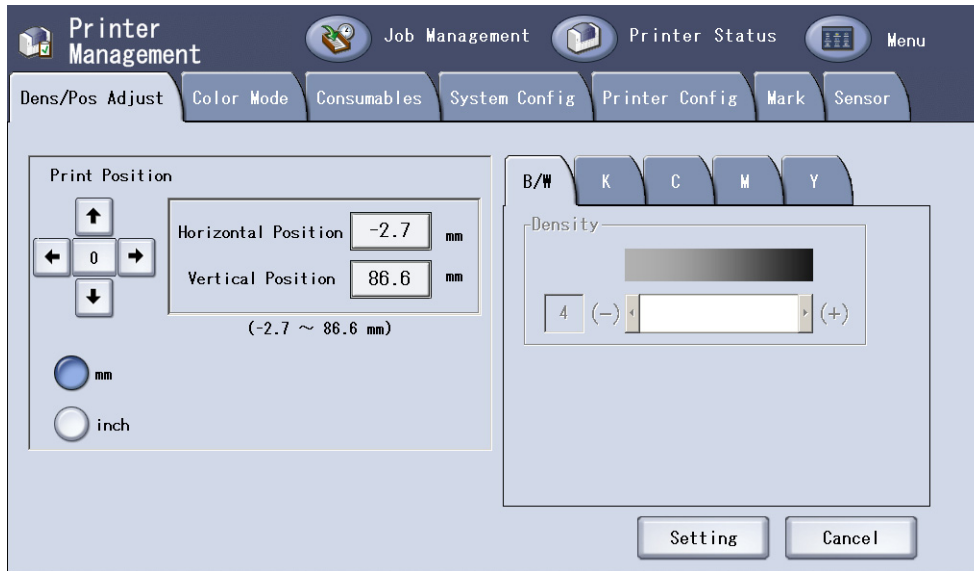 Printer Management
Job Management
Printer Status
Menu
Dens/Pos Adjust
Color Mode
Consumables
System Config
Printer Config
Mark
Sensor
Print Position
0
Horizontal Position -2.7 mm
Vertical Position 86.6 mm
(-2.7 ～ 86.6 mm)
mm
inch
B/W
K
C
M
Y
Density
4 (-) (+)
Setting
Cancel